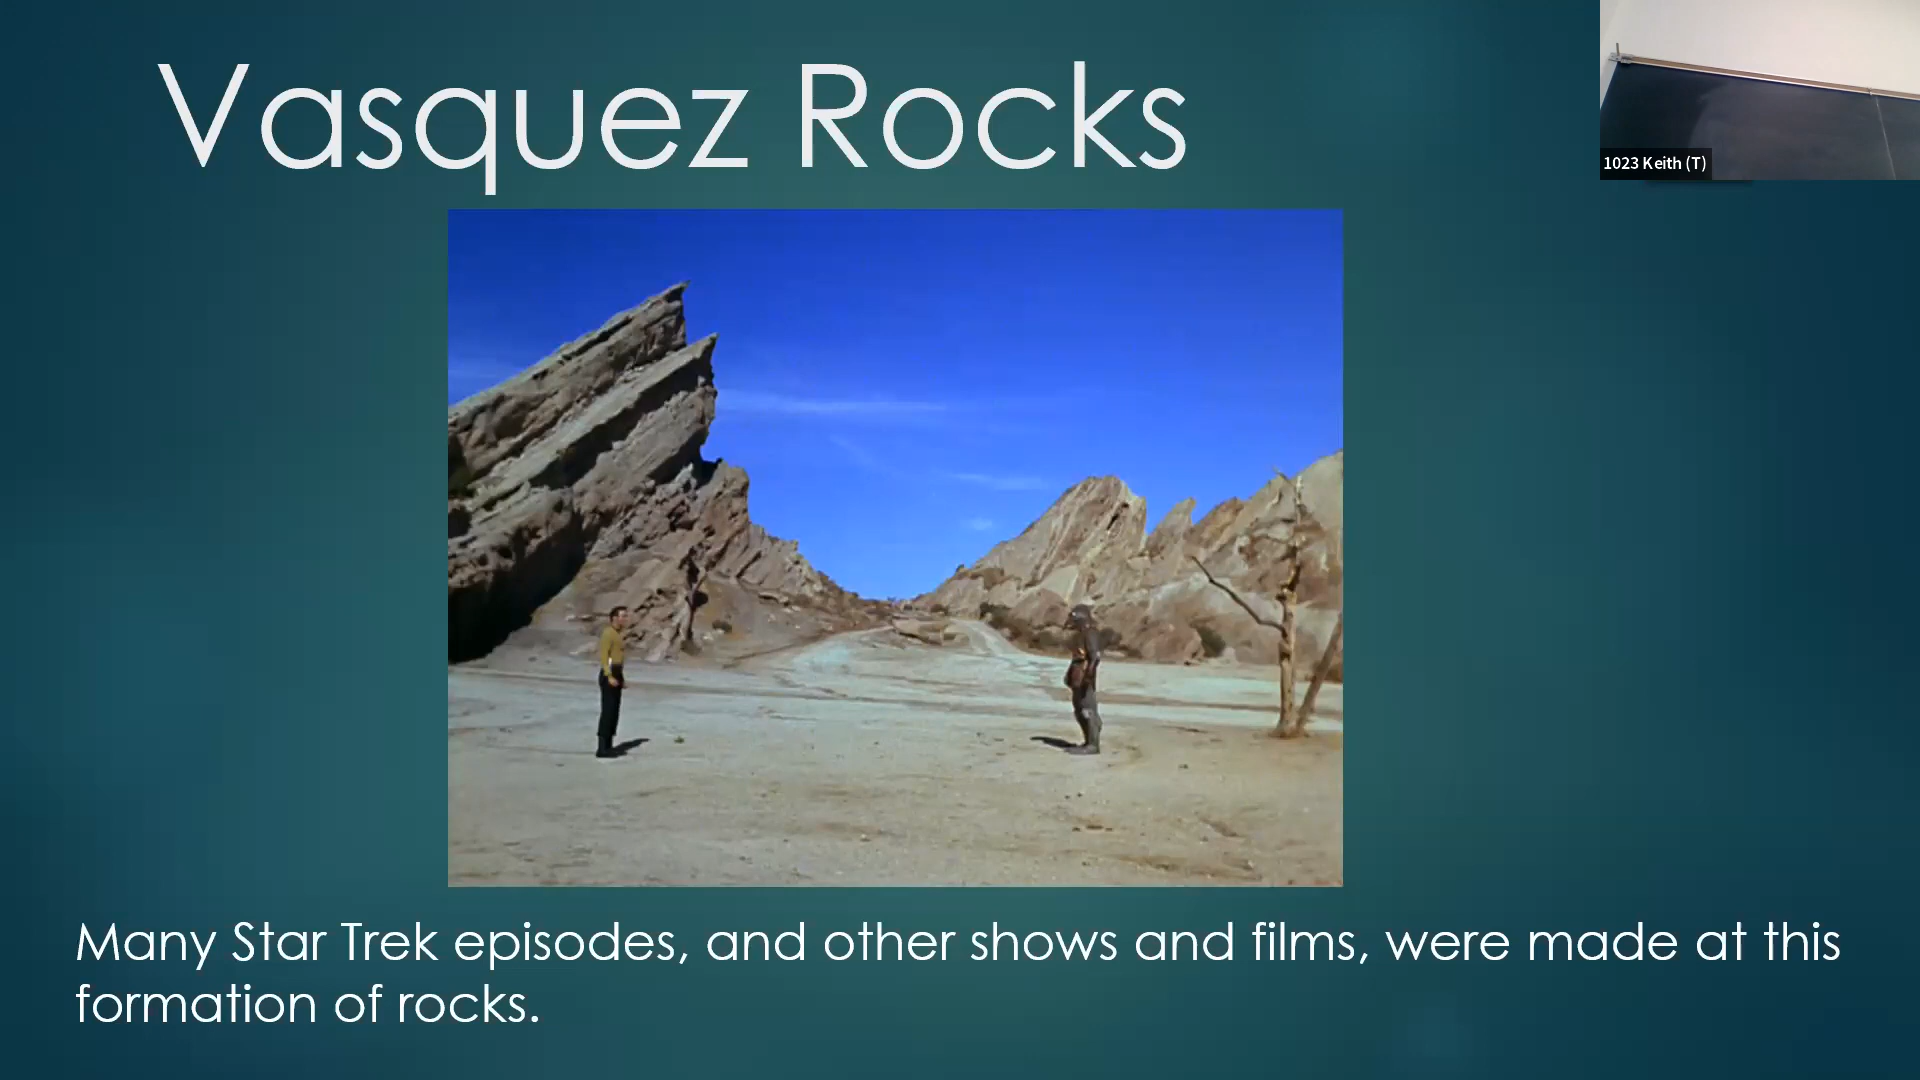 Vasquez Rocks
1023 Keith (T)
Many Star Trek episodes, and other shows and films, were made at this
formation of rocks.